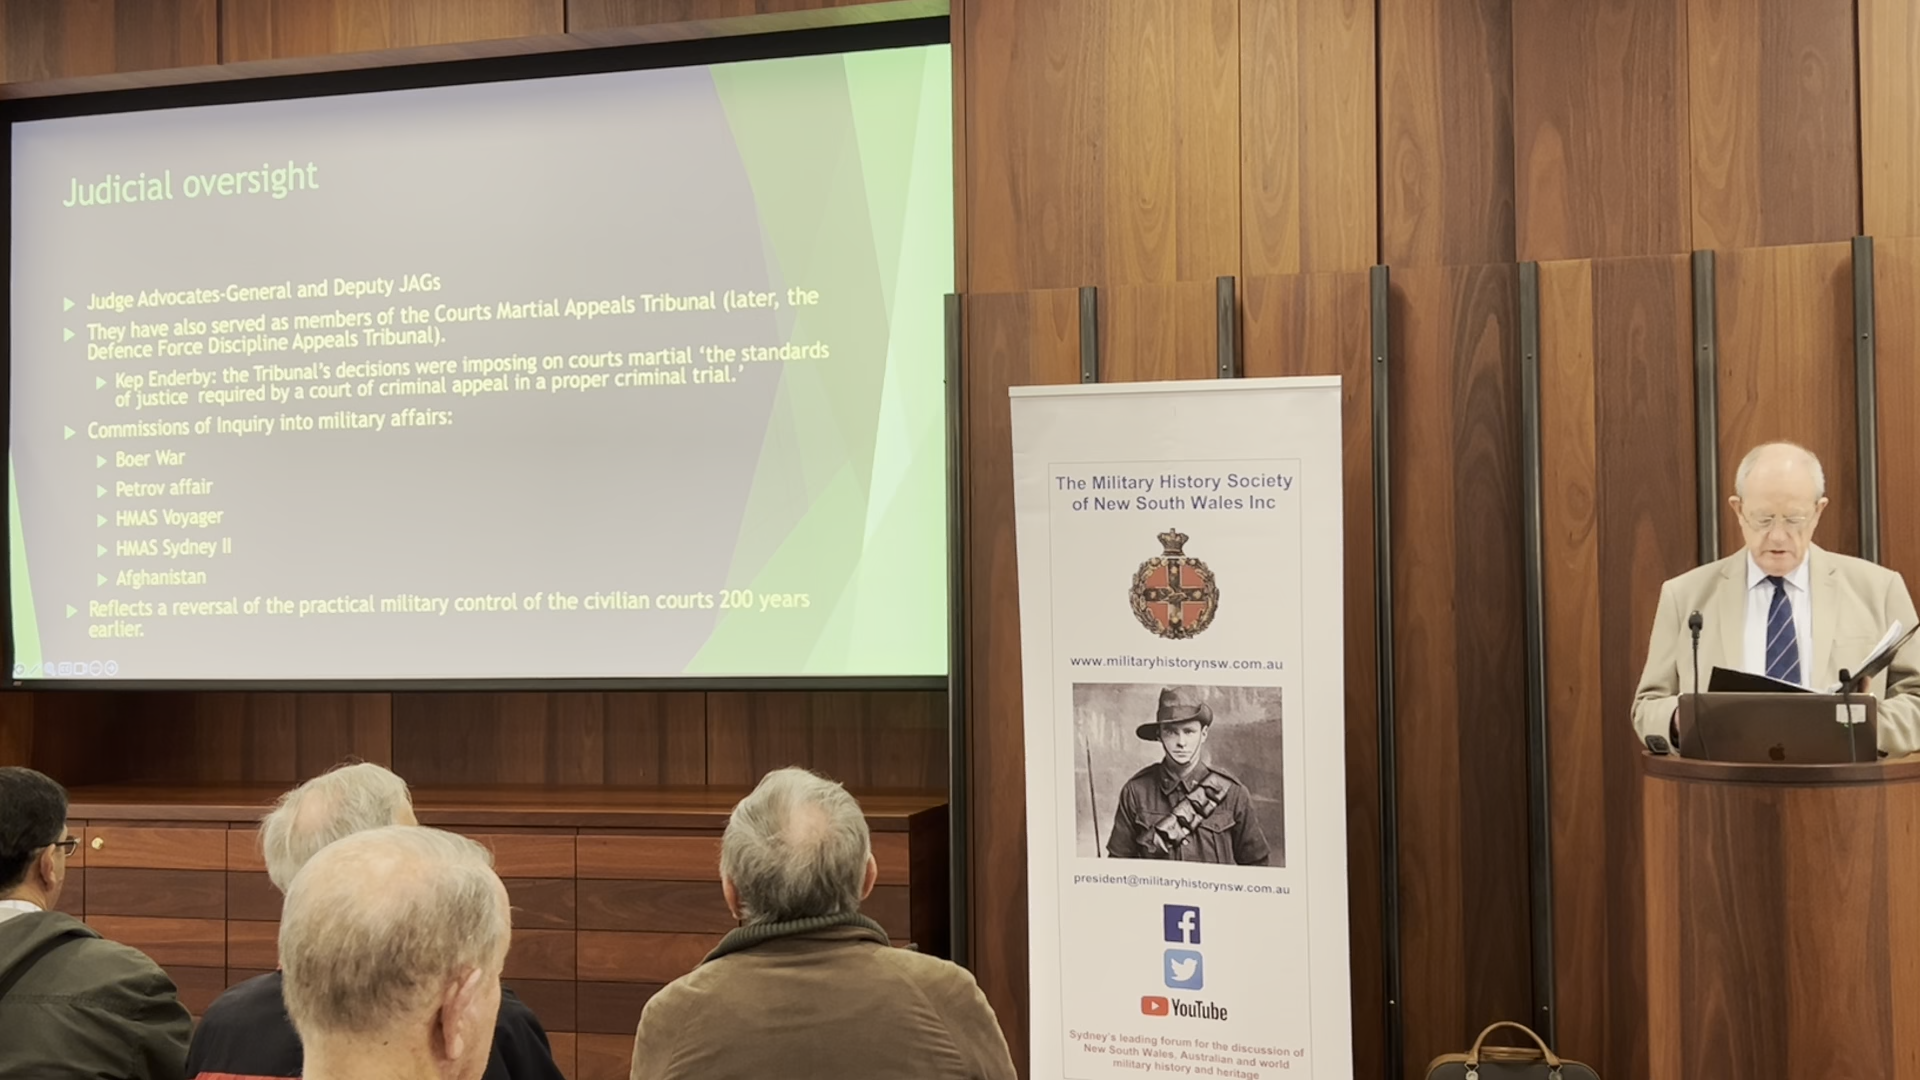 Judicial oversight
Judge Advocates-General and Deputy JAGs
They have also served as members of the Courts Martial Appeals Tribunal (later, the
Defence Force Discipline Appeals Tribunal).
Kep Enderby: the Tribunal's decisions were imposing on courts martial ‘the standards
of justice required by a court of criminal appeal in a proper criminal trial.’
Commissions of Inquiry into military affairs:
Boer War
Petrov affair
HMAS Voyager
HMAS Sydney II
Afghanistan
Reflects a reversal of the practical military control of the civilian courts 200 years
earlier.
The Military History Society
of New South Wales Inc
www.militaryhistorynsw.com.au
president@militaryhistorynsw.com.au
YouTube
Sydney's leading forum for the discussion of
New South Wales, Australian and world
military history and heritage